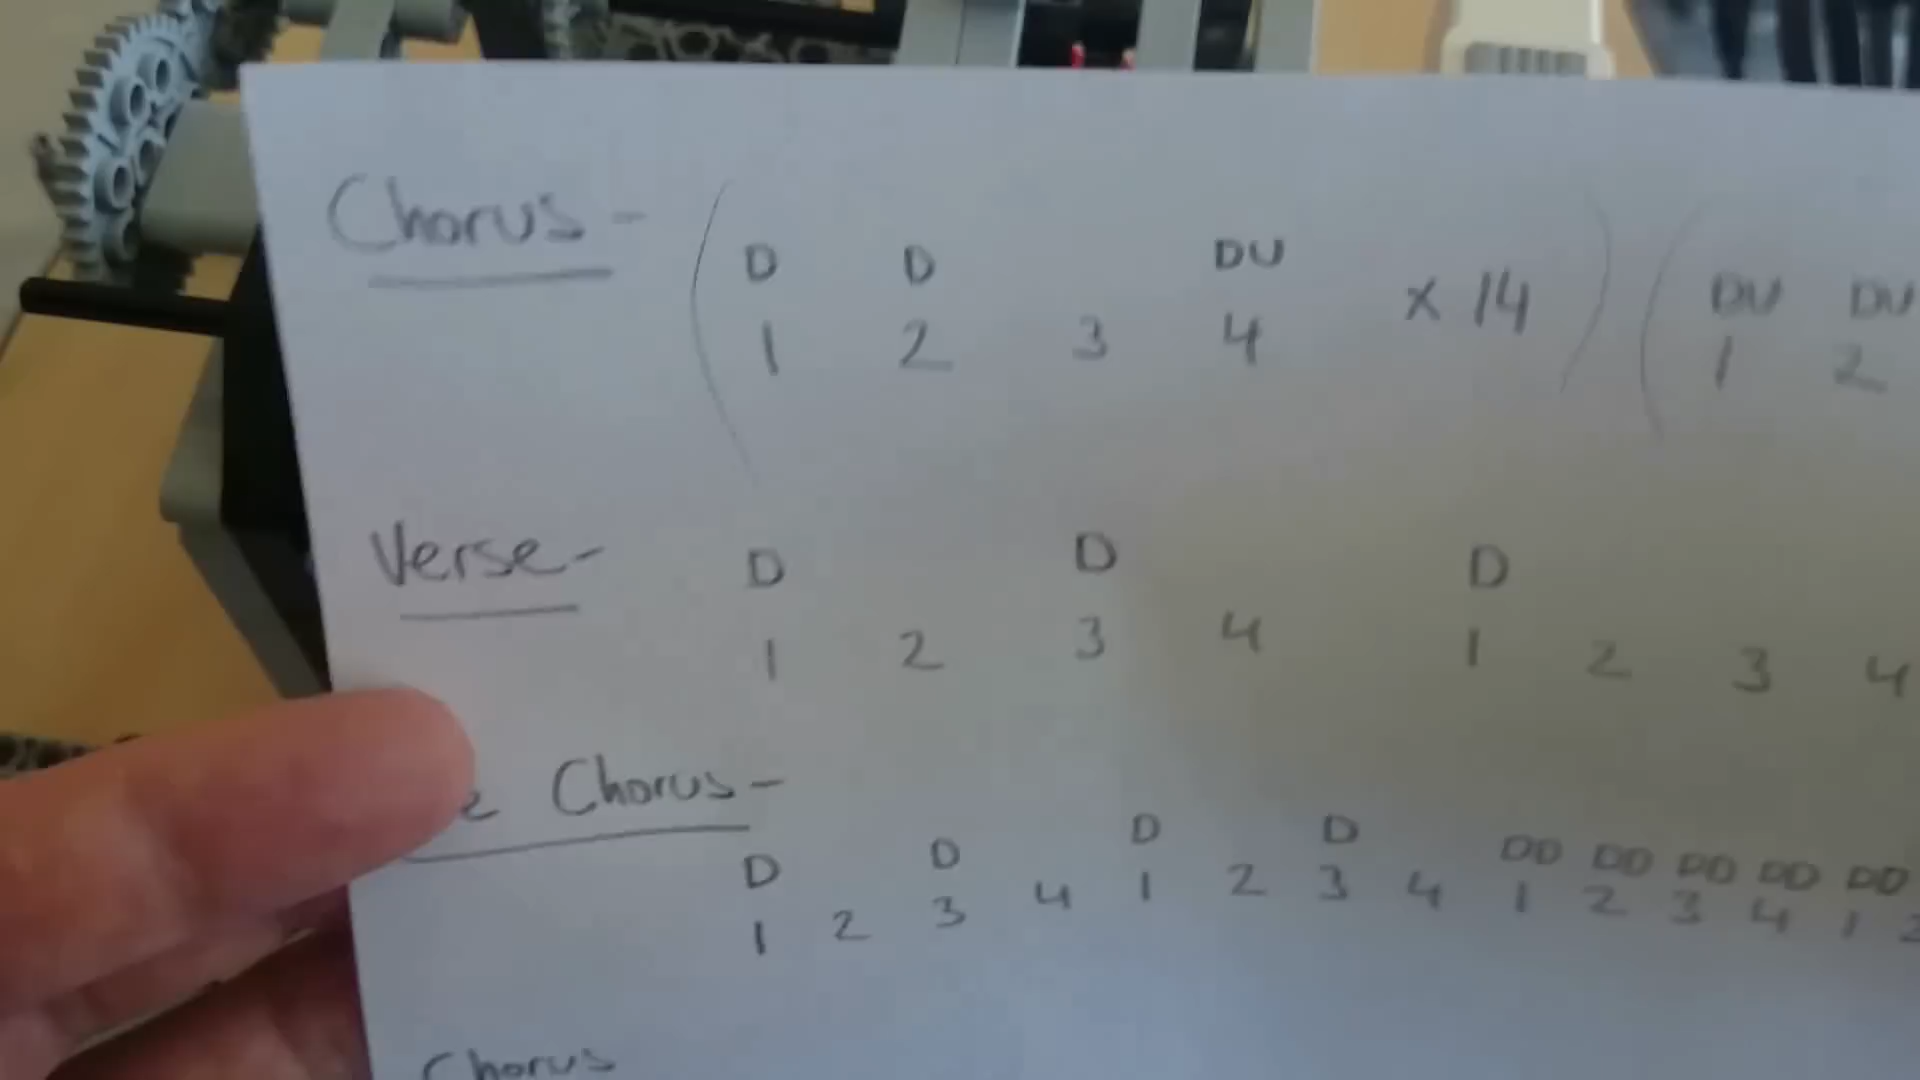 Chorus - ( D D DU x 14 ) ( DU DU
1 2 3 4 1 2
Verse - D D D
1 2 3 4 1 2 3 4
e Chorus -
D D D D DD DD DD DD DD
1 2 3 4 1 2 3 4 1 2 3 4 1 2
Chorus